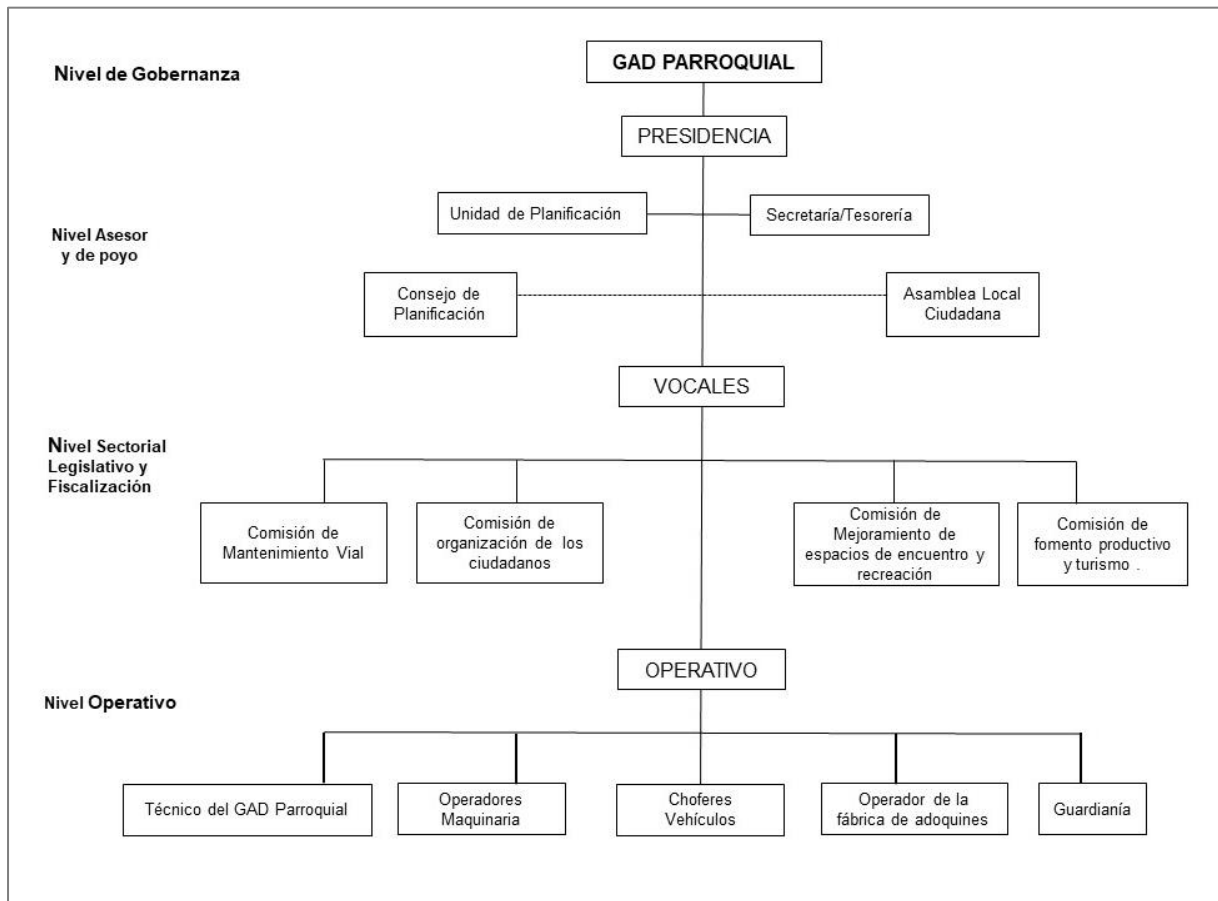 Nivel de Gobernanza
GAD PARROQUIAL
PRESIDENCIA
Unidad de Planificación
Secretaría/Tesorería
Nivel Asesor
y de poyo
Consejo de
Planificación
Asamblea Local
Ciudadana
VOCALES
Nivel Sectorial
Legislativo y
Fiscalización
Comisión de
Mantenimiento Vial
Comisión de
organización de los
ciudadanos
Comisión de
Mejoramiento de
espacios de encuentro y
recreación
Comisión de
fomento productivo
y turismo .
OPERATIVO
Nivel Operativo
Técnico del GAD Parroquial
Operadores
Maquinaria
Choferes
Vehículos
Operador de la
fábrica de adoquines
Guardianía